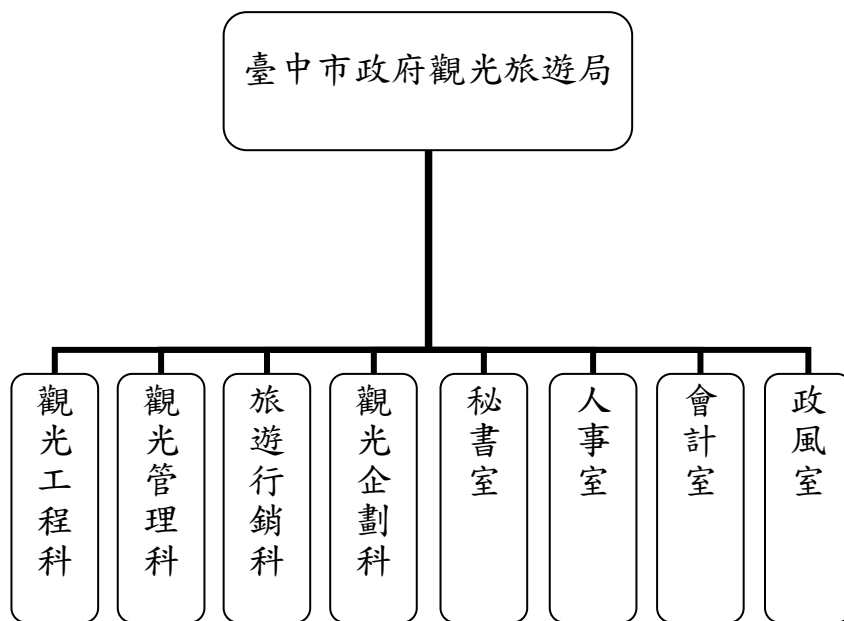 臺中市政府觀光旅遊局
觀光工程科
觀光管理科
旅遊行銷科
觀光企劃科
秘書室
人事室
會計室
政風室